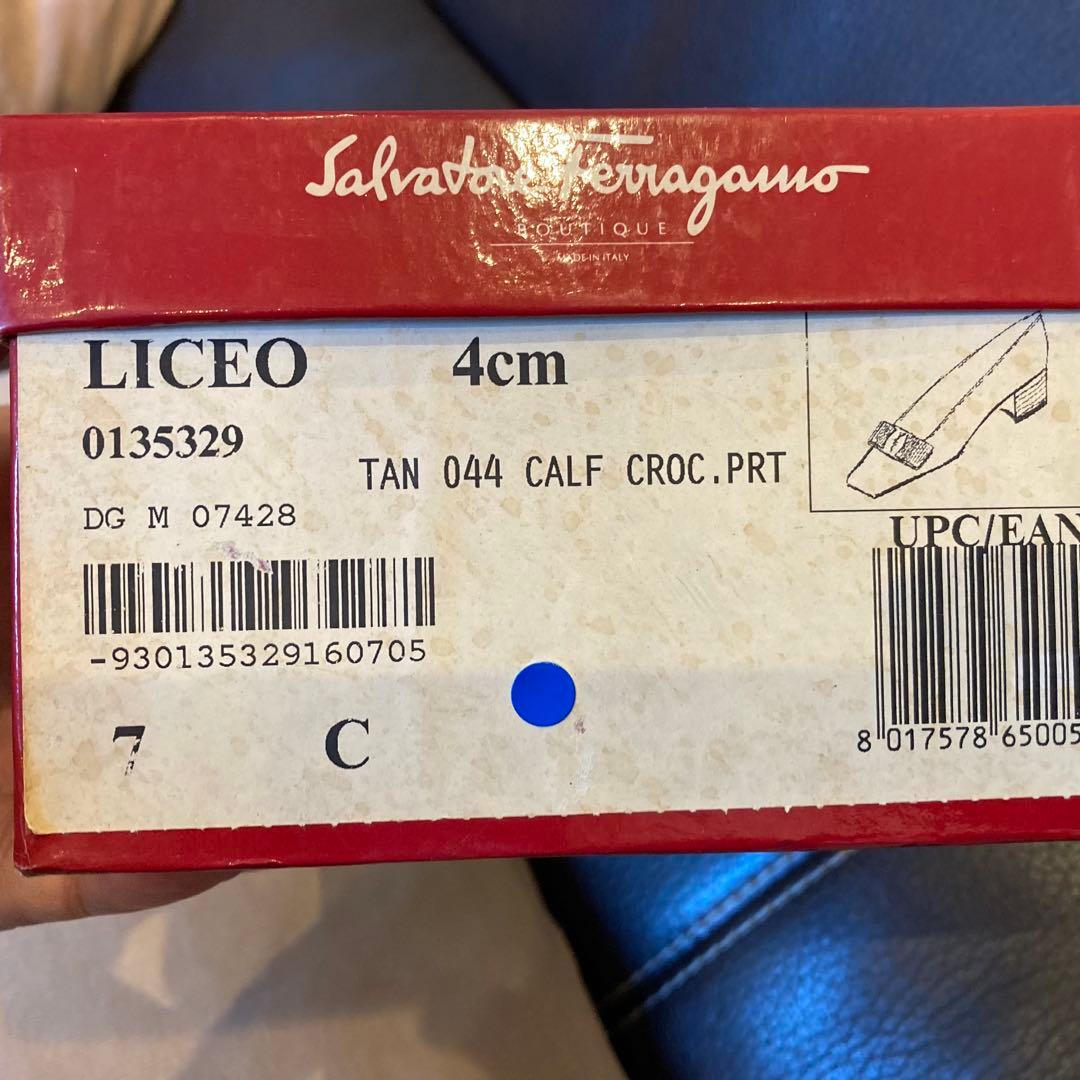 Salvatore Ferragamo
BOUTIQUE
MADE IN ITALY
LICEO 4cm
0135329
TAN 044 CALF CROC.PRT
DG M 07428
UPC/EAN
-930135329160705
8 017578 65005
7 C